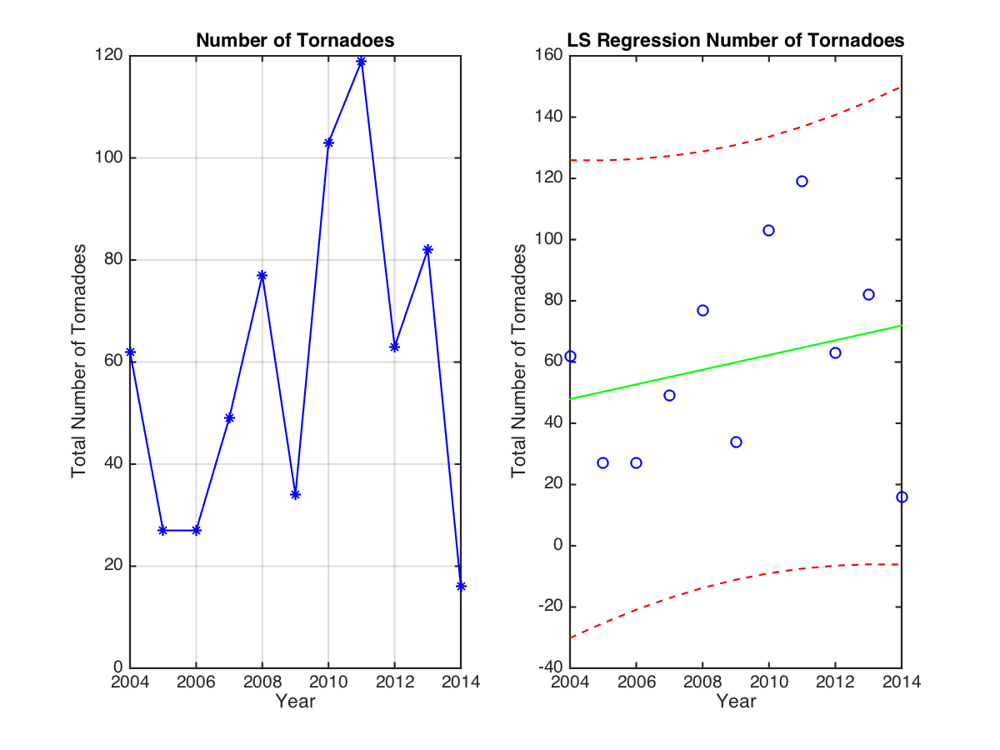 Number of Tornadoes
120
100
80
60
40
20
0
2004 2006 2008 2010 2012 2014
Year
Total Number of Tornadoes
LS Regression Number of Tornadoes
160
140
120
100
80
60
40
20
0
-20
-40
2004 2006 2008 2010 2012 2014
Year
Total Number of Tornadoes